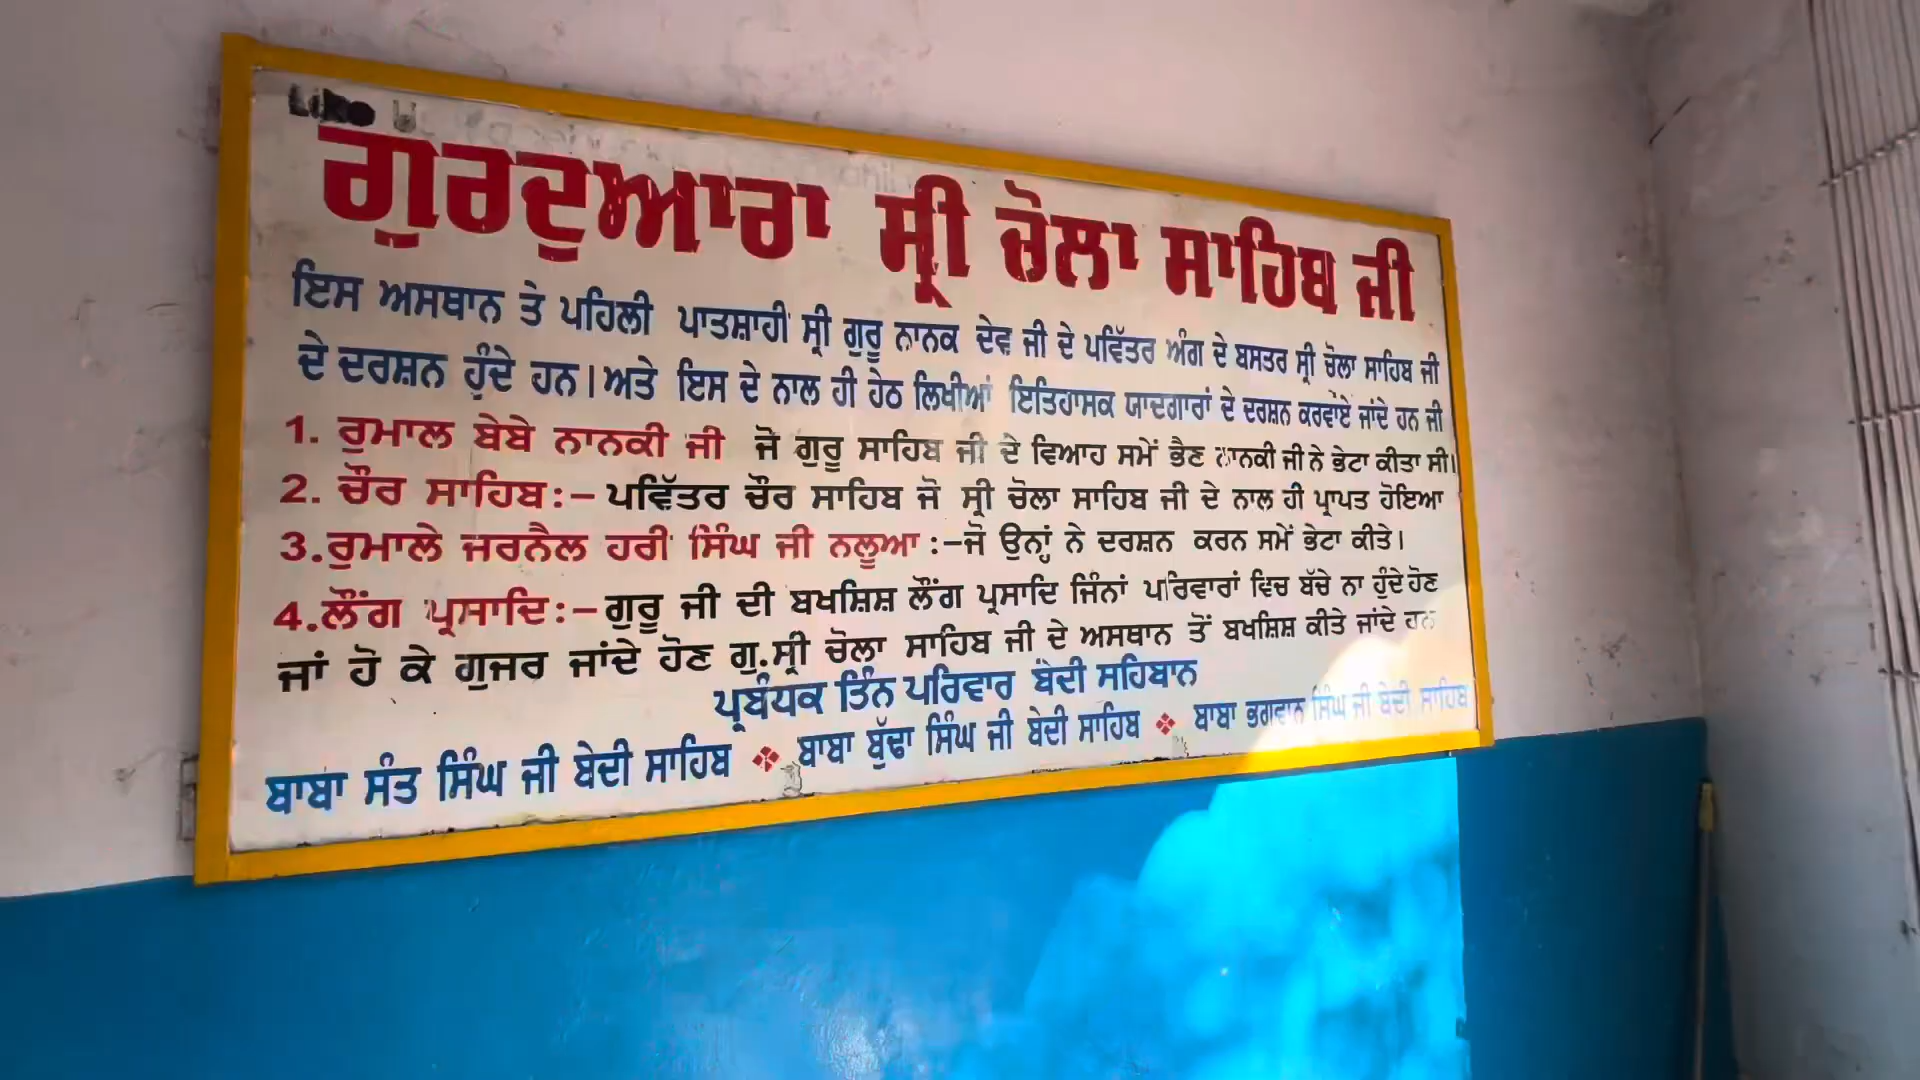 ਗੁਰਦੁਆਰਾ ਸ੍ਰੀ ਚੋਲਾ ਸਾਹਿਬ ਜੀ
ਇਸ ਅਸਥਾਨ ਤੇ ਪਹਿਲੀ ਪਾਤਸ਼ਾਹੀ ਸ੍ਰੀ ਗੁਰੂ ਨਾਨਕ ਦੇਵ ਜੀ ਦੇ ਪਵਿੱਤਰ ਅੰਗ ਦੇ ਬਸਤਰ ਸ੍ਰੀ ਚੋਲਾ ਸਾਹਿਬ ਜੀ
ਦੇ ਦਰਸ਼ਨ ਹੁੰਦੇ ਹਨ। ਅਤੇ ਇਸ ਦੇ ਨਾਲ ਹੀ ਹੇਠ ਲਿਖੀਆਂ ਇਤਿਹਾਸਕ ਯਾਦਗਾਰਾਂ ਦੇ ਦਰਸ਼ਨ ਕਰਵਾਏ ਜਾਂਦੇ ਹਨ ਜੀ
1. ਰੁਮਾਲ ਬੇਬੇ ਨਾਨਕੀ ਜੀ ਜੋ ਗੁਰੂ ਸਾਹਿਬ ਜੀ ਦੇ ਵਿਆਹ ਸਮੇਂ ਭੈਣ ਨਾਨਕੀ ਜੀ ਨੇ ਭੇਟਾ ਕੀਤਾ ਸੀ।
2. ਚੌਰ ਸਾਹਿਬ:- ਪਵਿੱਤਰ ਚੌਰ ਸਾਹਿਬ ਜੋ ਸ੍ਰੀ ਚੋਲਾ ਸਾਹਿਬ ਜੀ ਦੇ ਨਾਲ ਹੀ ਪ੍ਰਾਪਤ ਹੋਇਆ
3. ਰੁਮਾਲੇ ਜਰਨੈਲ ਹਰੀ ਸਿੰਘ ਜੀ ਨਲੂਆ :-ਜੋ ਉਨ੍ਹਾਂ ਨੇ ਦਰਸ਼ਨ ਕਰਨ ਸਮੇਂ ਭੇਟਾ ਕੀਤੇ।
4. ਲੌਂਗ ਪ੍ਰਸਾਦਿ:- ਗੁਰੂ ਜੀ ਦੀ ਬਖਸ਼ਿਸ਼ ਲੌਂਗ ਪ੍ਰਸਾਦਿ ਜਿੰਨਾਂ ਪਰਿਵਾਰਾਂ ਵਿਚ ਬੱਚੇ ਨਾ ਹੁੰਦੇ ਹੋਣ
ਜਾਂ ਹੋ ਕੇ ਗੁਜਰ ਜਾਂਦੇ ਹੋਣ ਗੁ.ਸ੍ਰੀ ਚੋਲਾ ਸਾਹਿਬ ਜੀ ਦੇ ਅਸਥਾਨ ਤੋਂ ਬਖਸ਼ਿਸ਼ ਕੀਤੇ ਜਾਂਦੇ ਹਨ
ਪ੍ਰਬੰਧਕ ਤਿੰਨ ਪਰਿਵਾਰ ਬੇਦੀ ਸਹਿਬਾਨ
ਬਾਬਾ ਸੰਤ ਸਿੰਘ ਜੀ ਬੇਦੀ ਸਾਹਿਬ ❖ ਬਾਬਾ ਬੁੱਢਾ ਸਿੰਘ ਜੀ ਬੇਦੀ ਸਾਹਿਬ ❖ ਬਾਬਾ ਭਗਵਾਨ ਸਿੰਘ ਜੀ ਬੇਦੀ ਸਾਹਿਬ